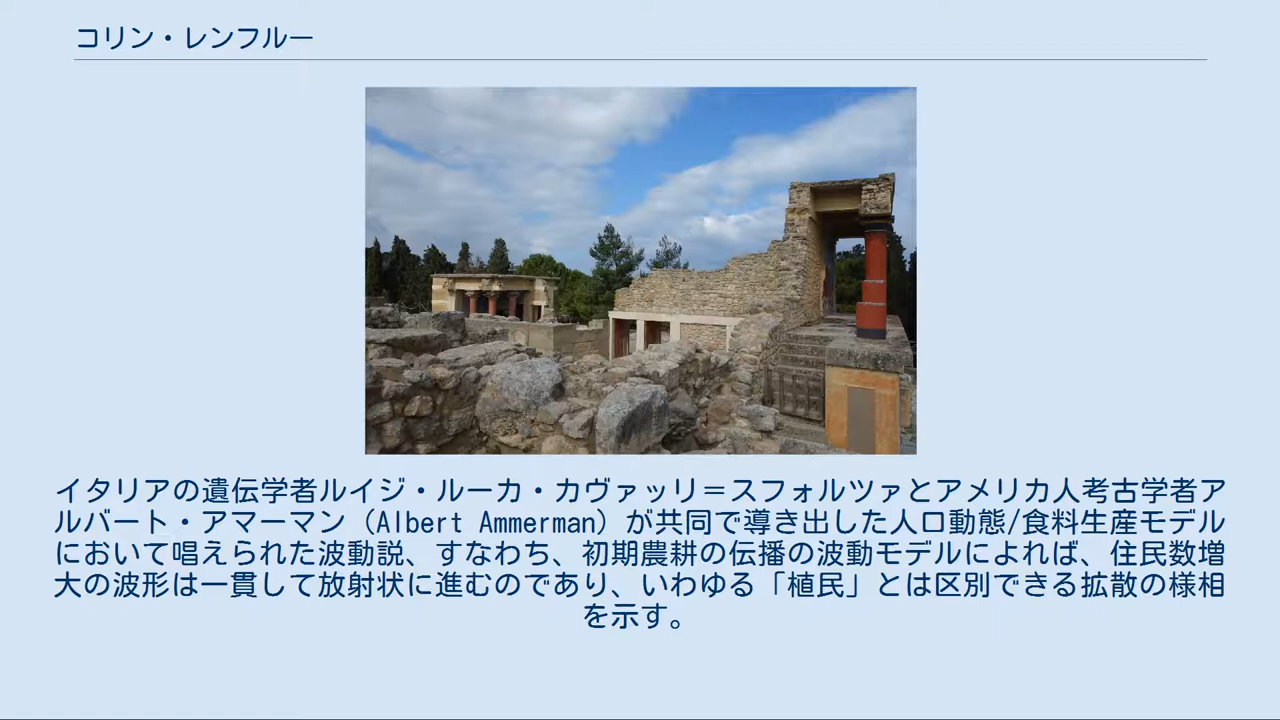 コリン・レンフルー
イタリアの遺伝学者ルイジ・ルーカ・カヴァッリ＝スフォルツァとアメリカ人考古学者ア
ルバート・アマーマン（Albert Ammerman）が共同で導き出した人口動態/食料生産モデル
において唱えられた波動説、すなわち、初期農耕の伝播の波動モデルによれば、住民数増
大の波形は一貫して放射状に進むのであり、いわゆる「植民」とは区別できる拡散の様相
を示す。